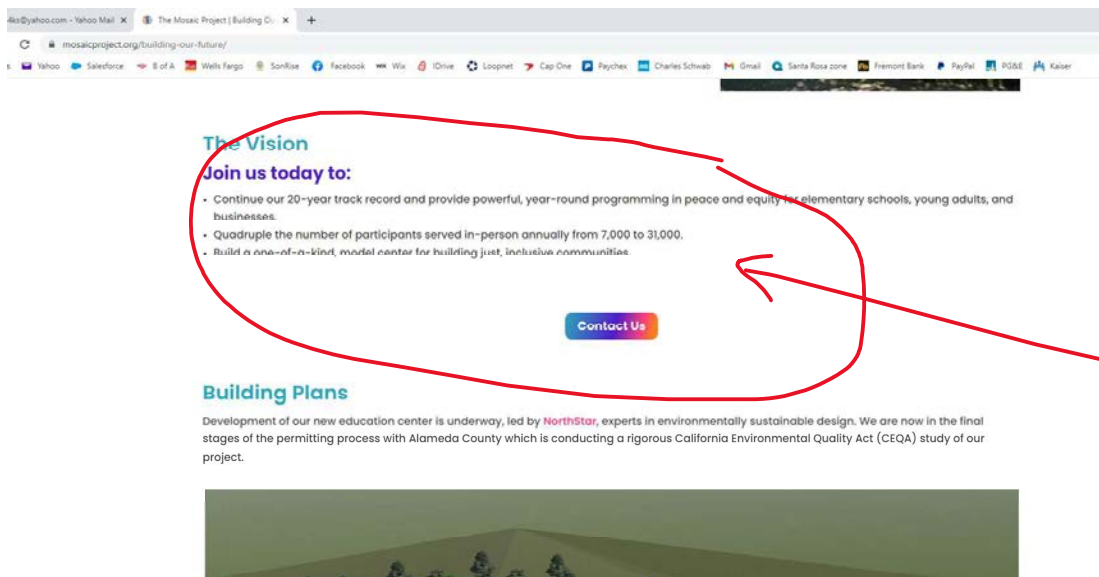 4ks@yahoo.com - Yahoo Mail The Mosaic Project | Building Ou
mosaicproject.org/building-our-future/
Yahoo Salesforce B of A Wells Fargo SonRise Facebook WIX Wix IDrive Loopnet Cap One Paychex Charles Schwab Gmail Santa Rosa zone Fremont Bank PayPal PG&E Kaiser
The Vision
Join us today to:
• Continue our 20-year track record and provide powerful, year-round programming in peace and equity for elementary schools, young adults, and
businesses.
• Quadruple the number of participants served in-person annually from 7,000 to 31,000.
• Build a one-of-a-kind, model center for building just, inclusive communities.
Contact Us
Building Plans
Development of our new education center is underway, led by NorthStar, experts in environmentally sustainable design. We are now in the final
stages of the permitting process with Alameda County which is conducting a rigorous California Environmental Quality Act (CEQA) study of our
project.